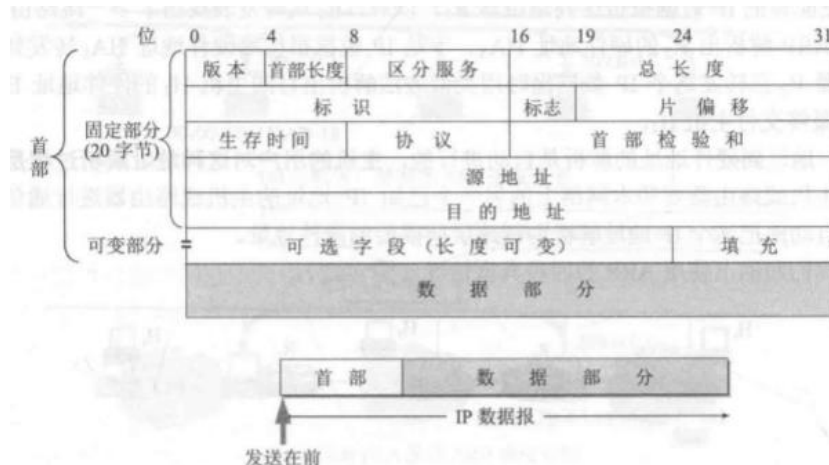 位 0 4 8 16 19 24 31
版本 首部长度 区分服务 总长度
标识 标志 片偏移
生存时间 协议 首部检验和
源地址
目的地址
可选字段（长度可变） 填充
数据部分
首部
固定部分
(20 字节)
可变部分
首部 数据部分
IP 数据报
发送在前